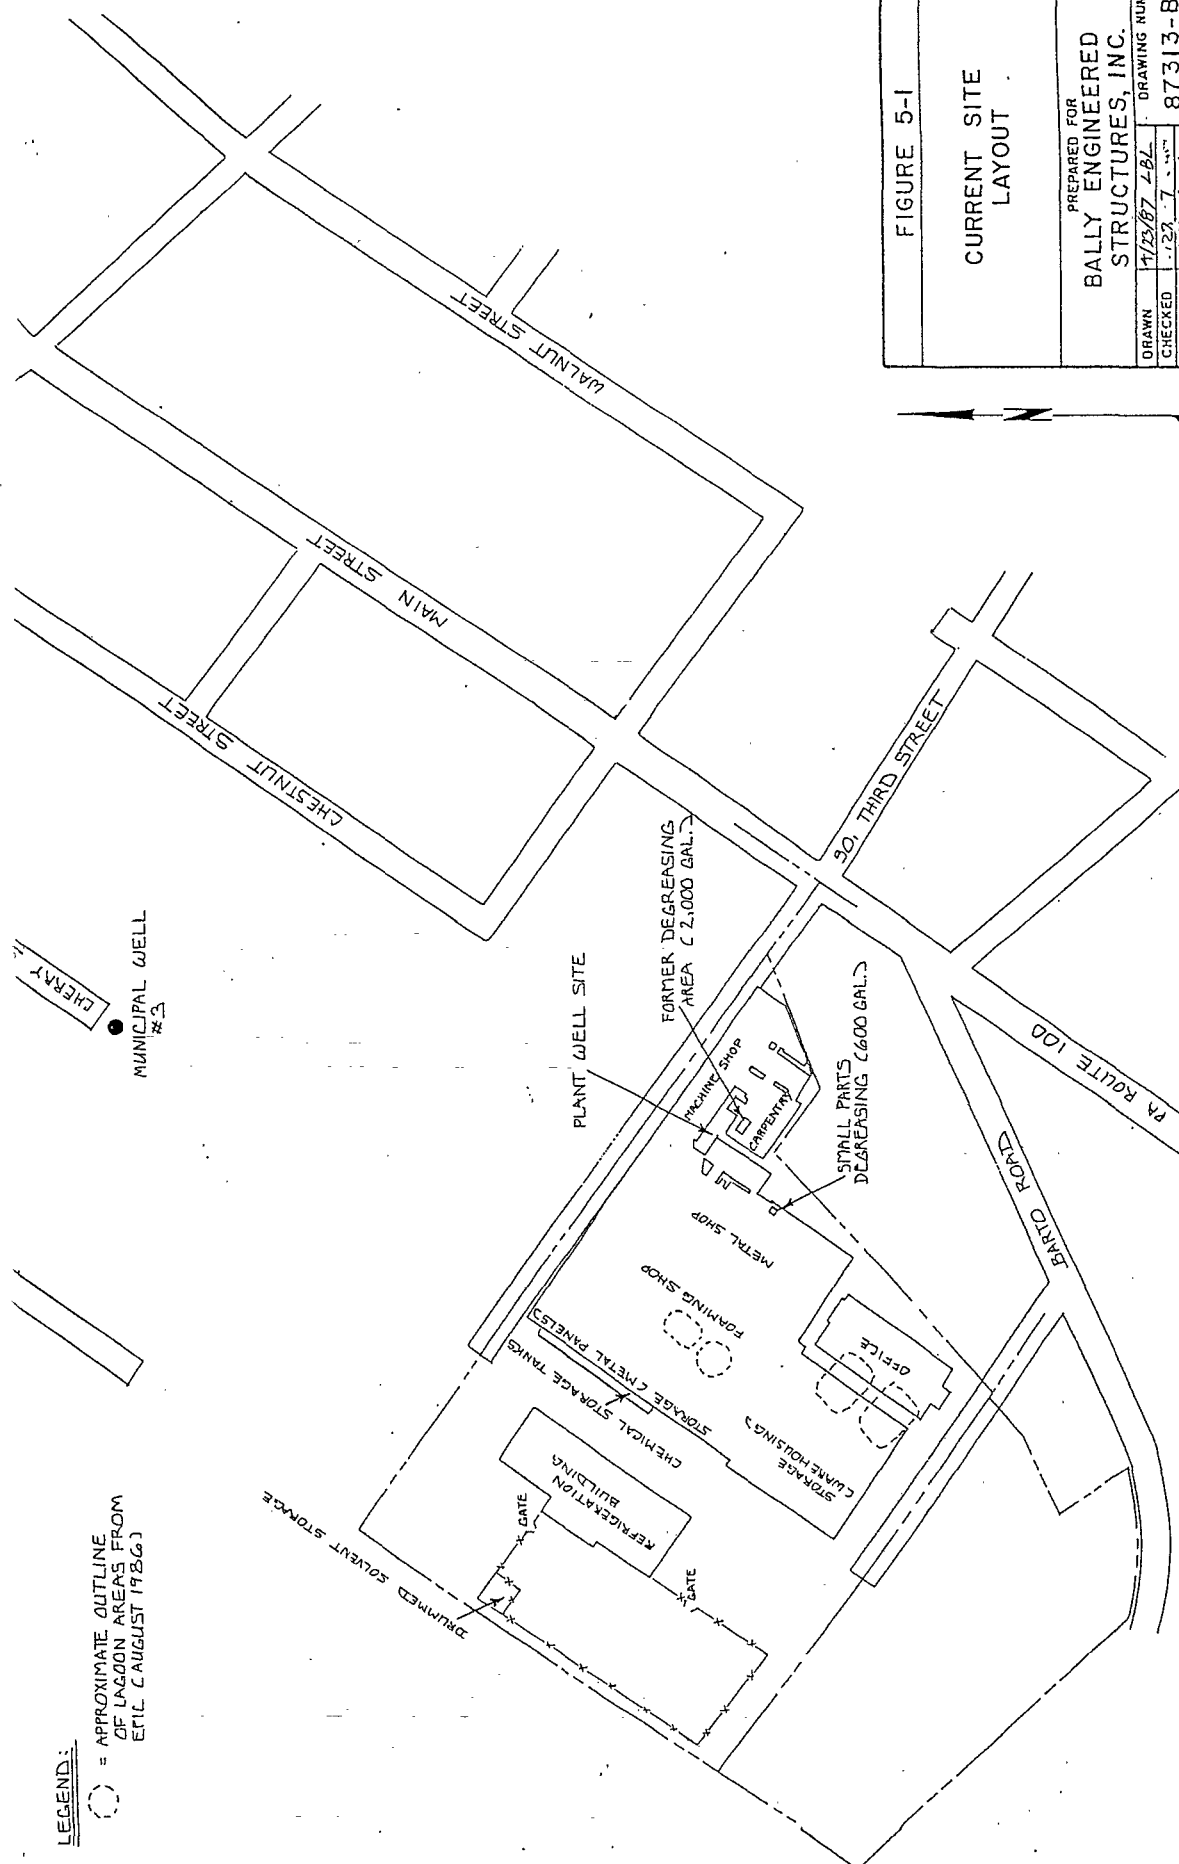 LEGEND:
= APPROXIMATE OUTLINE
OF LAGOON AREAS FROM
EPIC (AUGUST 1986)
CHERRY
MUNICIPAL WELL
#3
CHESTNUT STREET
MAIN STREET
WALNUT STREET
SO. THIRD STREET
PA ROUTE 100
BARTO ROAD
PLANT WELL SITE
FORMER DEGREASING
AREA (2,000 GAL.)
SMALL PARTS
DEGREASING (600 GAL.)
MACHINE SHOP
CARPENTRY
METAL SHOP
FOAMING SHOP
STORAGE (METAL PANELS)
CHEMICAL STORAGE TANKS
STORAGE
(WAREHOUSING)
OFFICE
REFRIGERATION
BUILDING
GATE
GATE
DRUMMED SOLVENT STORAGE
N
FIGURE 5-1
CURRENT SITE
LAYOUT
PREPARED FOR
BALLY ENGINEERED
STRUCTURES, INC.
DRAWN
CHECKED
DRAWING NUM
87313-B